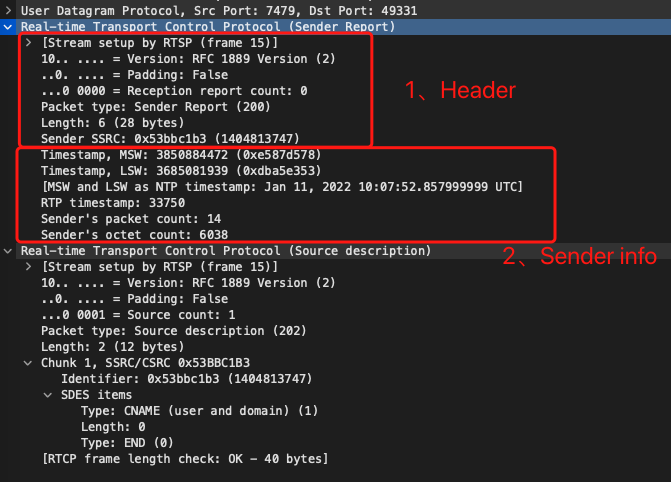 User Datagram Protocol, Src Port: 7479, Dst Port: 49331
Real-time Transport Control Protocol (Sender Report)
[Stream setup by RTSP (frame 15)]
10.. .... = Version: RFC 1889 Version (2)
..0. .... = Padding: False
...0 0000 = Reception report count: 0
1、Header
Packet type: Sender Report (200)
Length: 6 (28 bytes)
Sender SSRC: 0x53bbc1b3 (1404813747)
Timestamp, MSW: 3850884472 (0xe587d578)
Timestamp, LSW: 3685081939 (0xdba5e353)
[MSW and LSW as NTP timestamp: Jan 11, 2022 10:07:52.857999999 UTC]
RTP timestamp: 33750
Sender's packet count: 14
Sender's octet count: 6038
Real-time Transport Control Protocol (Source description)
2、Sender info
[Stream setup by RTSP (frame 15)]
10.. .... = Version: RFC 1889 Version (2)
..0. .... = Padding: False
...0 0001 = Source count: 1
Packet type: Source description (202)
Length: 2 (12 bytes)
Chunk 1, SSRC/CSRC 0x53BBC1B3
Identifier: 0x53bbc1b3 (1404813747)
SDES items
Type: CNAME (user and domain) (1)
Length: 0
Type: END (0)
[RTCP frame length check: OK - 40 bytes]